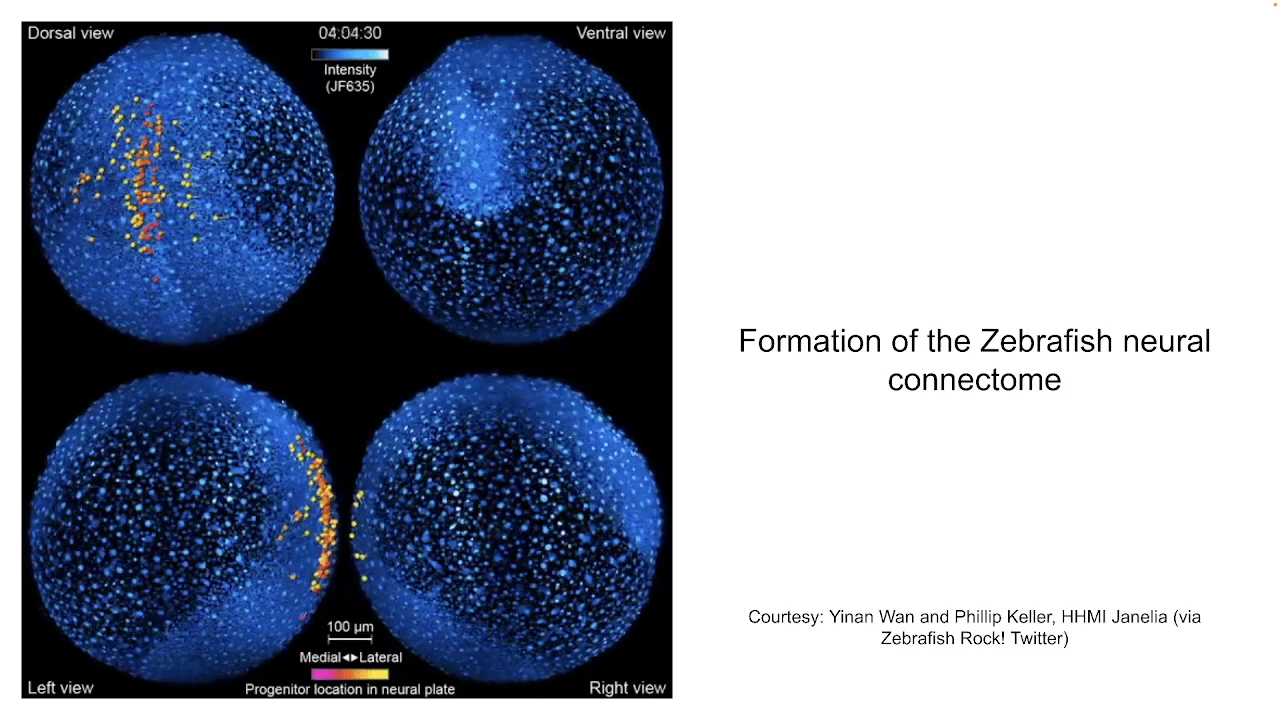 Dorsal view
04:04:30
Ventral view
Intensity
(JF635)
Formation of the Zebrafish neural
connectome
Courtesy: Yinan Wan and Phillip Keller, HHMI Janelia (via
Zebrafish Rock! Twitter)
100 µm
Medial◄►Lateral
Left view
Progenitor location in neural plate
Right view